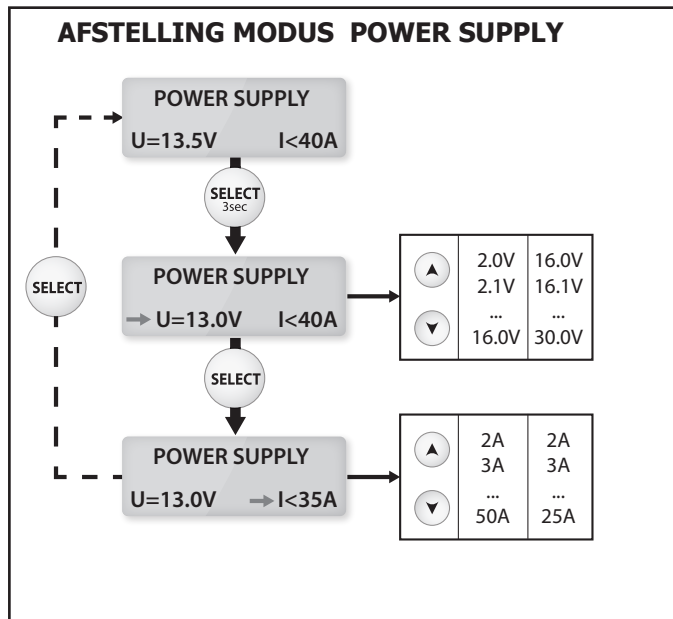 AFSTELLING MODUS POWER SUPPLY
POWER SUPPLY
U=13.5V I<40A
SELECT
3sec
SELECT
POWER SUPPLY
U=13.0V I<40A
2.0V 16.0V
2.1V 16.1V
... ...
16.0V 30.0V
SELECT
POWER SUPPLY
U=13.0V I<35A
2A 2A
3A 3A
... ...
50A 25A